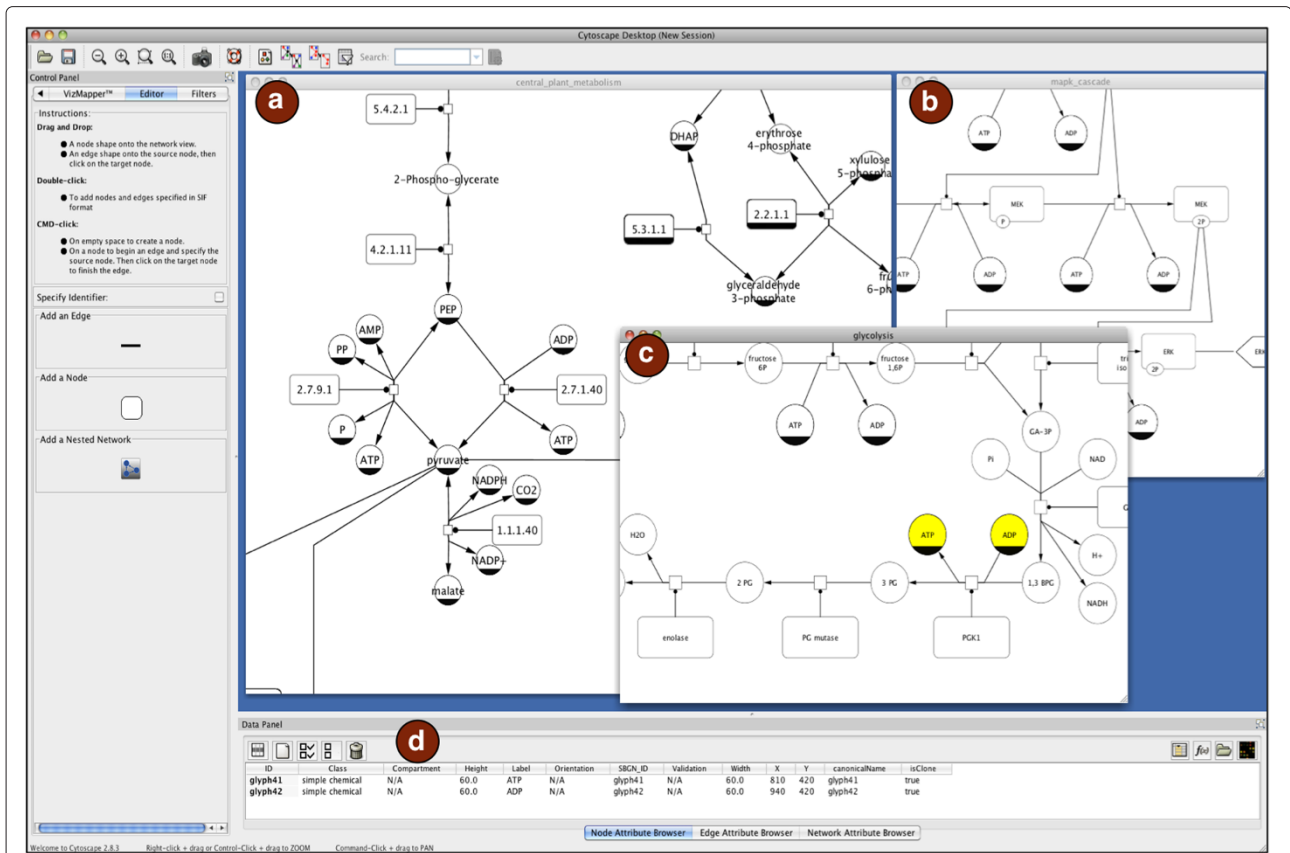 Cytoscape Desktop (New Session)
Search:
Control Panel
VizMapper™ Editor Filters
Instructions:
Drag and Drop:
● A node shape onto the network view.
● An edge shape onto the source node, then
click on the target node.
Double-click:
● To add nodes and edges specified in SIF
format
CMD-click:
● On empty space to create a node.
● On a node to begin an edge and specify the
source node. Then click on the target node
to finish the edge.
Specify Identifier:
Add an Edge
Add a Node
Add a Nested Network
a
central_plant_metabolism
5.4.2.1
2-Phospho-glycerate
4.2.1.11
PEP
AMP
PP
ADP
2.7.9.1
2.7.1.40
P
ATP
ATP
pyruvate
NADPH
CO2
1.1.1.40
NADP+
malate
DHAP
erythrose
4-phosphate
xylulose
5-phospha
5.3.1.1
2.2.1.1
glyceraldehyde
3-phosphate
fru
6-ph
b
mapk_cascade
ATP
ADP
MEK
P
MEK
2P
ATP
ADP
ATP
ADP
ERK
2P
ERK
ADP
c
glycolysis
fructose
6P
fructose
1,6P
tri
iso
ATP
ADP
GA-3P
Pi
NAD
G
ATP
ADP
H2O
H+
2 PG
3 PG
1,3 BPG
NADH
enolase
PG mutase
PGK1
Data Panel
d
f(x)
ID Class Compartment Height Label Orientation SBGN_ID Validation Width X Y canonicalName isClone
glyph41 simple chemical N/A 60.0 ATP N/A glyph41 N/A 60.0 810 420 glyph41 true
glyph42 simple chemical N/A 60.0 ADP N/A glyph42 N/A 60.0 940 420 glyph42 true
Node Attribute Browser Edge Attribute Browser Network Attribute Browser
Welcome to Cytoscape 2.8.3 Right-click + drag or Control-Click + drag to ZOOM Command-Click + drag to PAN